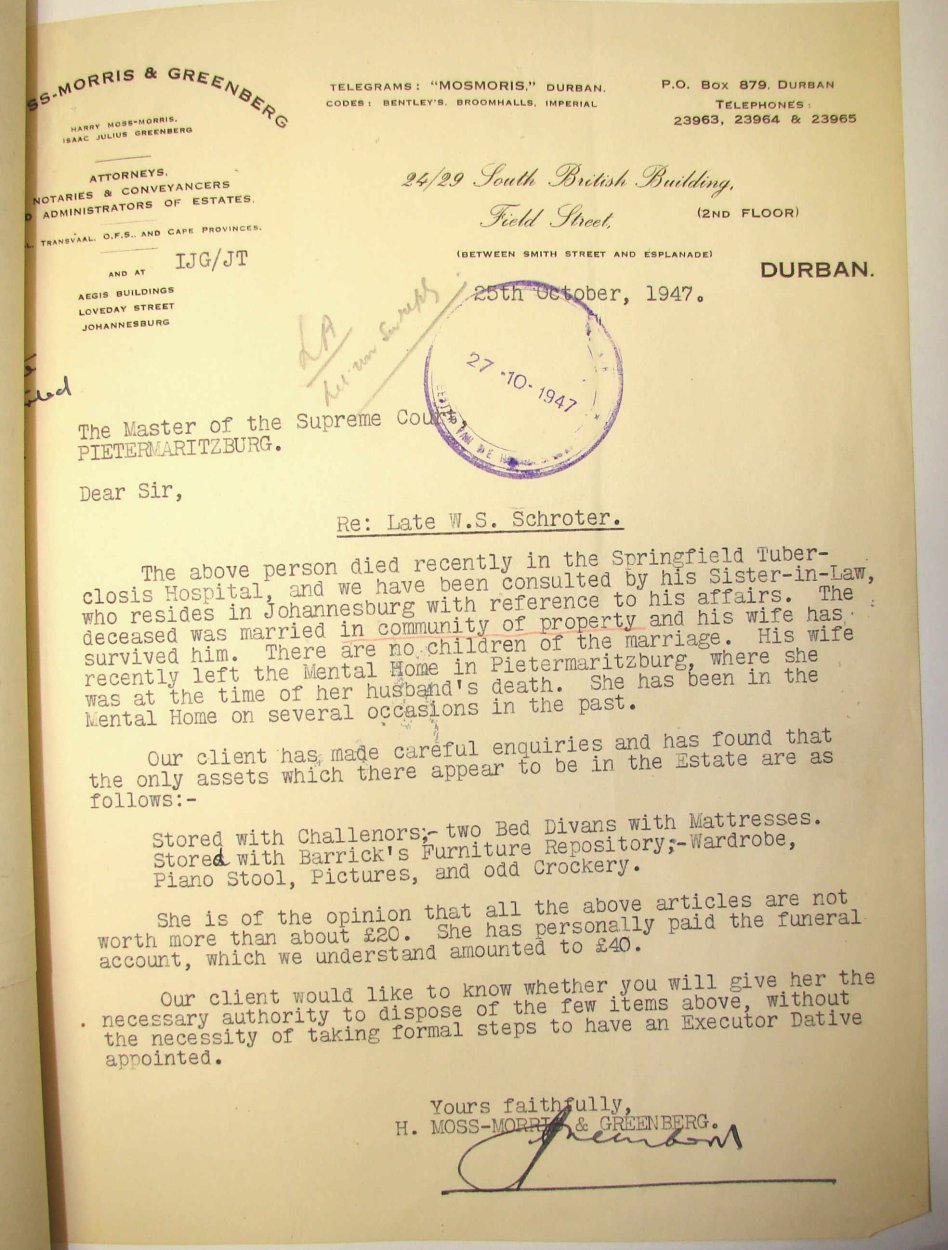 SS-MORRIS & GREENBERG
HARRY MOSS-MORRIS.
ISAAC JULIUS GREENBERG
ATTORNEYS,
NOTARIES & CONVEYANCERS
ADMINISTRATORS OF ESTATES.
TRANSVAAL, O.F.S., AND CAPE PROVINCES.
AND AT
AEGIS BUILDINGS
LOVEDAY STREET
JOHANNESBURG
IJG/JT
TELEGRAMS: "MOSMORIS," DURBAN.
CODES: BENTLEY'S, BROOMHALLS, IMPERIAL
P.O. BOX 879, DURBAN
TELEPHONES:
23963, 23964 & 23965
24/29 South British Building,
Field Street, (2ND FLOOR)
(BETWEEN SMITH STREET AND ESPLANADE)
DURBAN.
25th October, 1947.
LA
27-10-1947
The Master of the Supreme Cou
PIETERMARITZBURG.
Dear Sir,
Re: Late W.S. Schroter.
The above person died recently in the Springfield Tuber-
closis Hospital, and we have been consulted by his Sister-in-Law,
who resides in Johannesburg with reference to his affairs. The
deceased was married in community of property and his wife has
survived him. There are no children of the marriage. His wife
recently left the Mental Home in Pietermaritzburg, where she
was at the time of her husband's death. She has been in the
Mental Home on several occasions in the past.
Our client has made careful enquiries and has found that
the only assets which there appear to be in the Estate are as
follows:-
Stored with Challenors;- two Bed Divans with Mattresses.
Stored with Barrick's Furniture Repository;-Wardrobe,
Piano Stool, Pictures, and odd Crockery.
She is of the opinion that all the above articles are not
worth more than about £20. She has personally paid the funeral
account, which we understand amounted to £40.
Our client would like to know whether you will give her the
necessary authority to dispose of the few items above, without
the necessity of taking formal steps to have an Executor Dative
appointed.
Yours faithfully,
H. MOSS-MORRIS & GREENBERG.